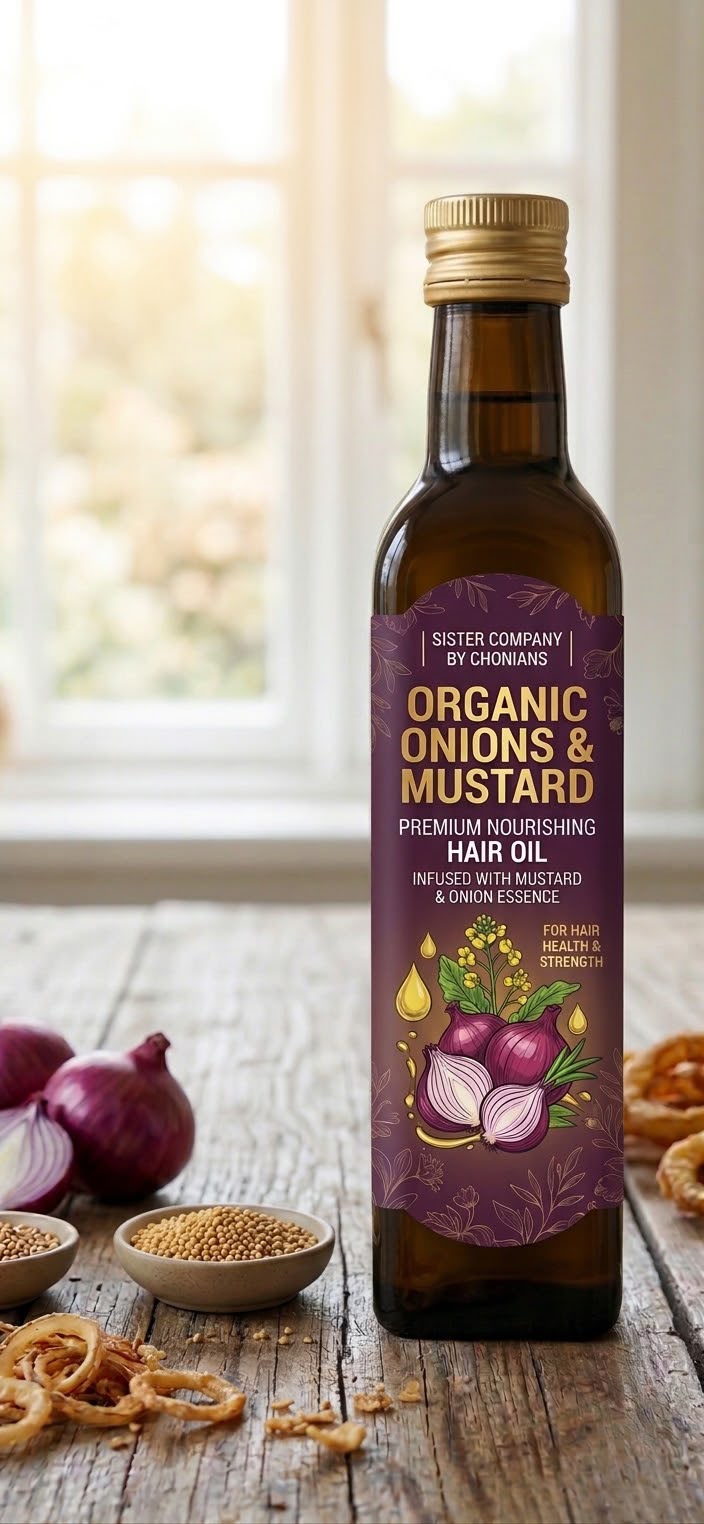 SISTER COMPANY
BY CHONIANS
ORGANIC
ONIONS &
MUSTARD
PREMIUM NOURISHING
HAIR OIL
INFUSED WITH MUSTARD
& ONION ESSENCE
FOR HAIR
HEALTH &
STRENGTH